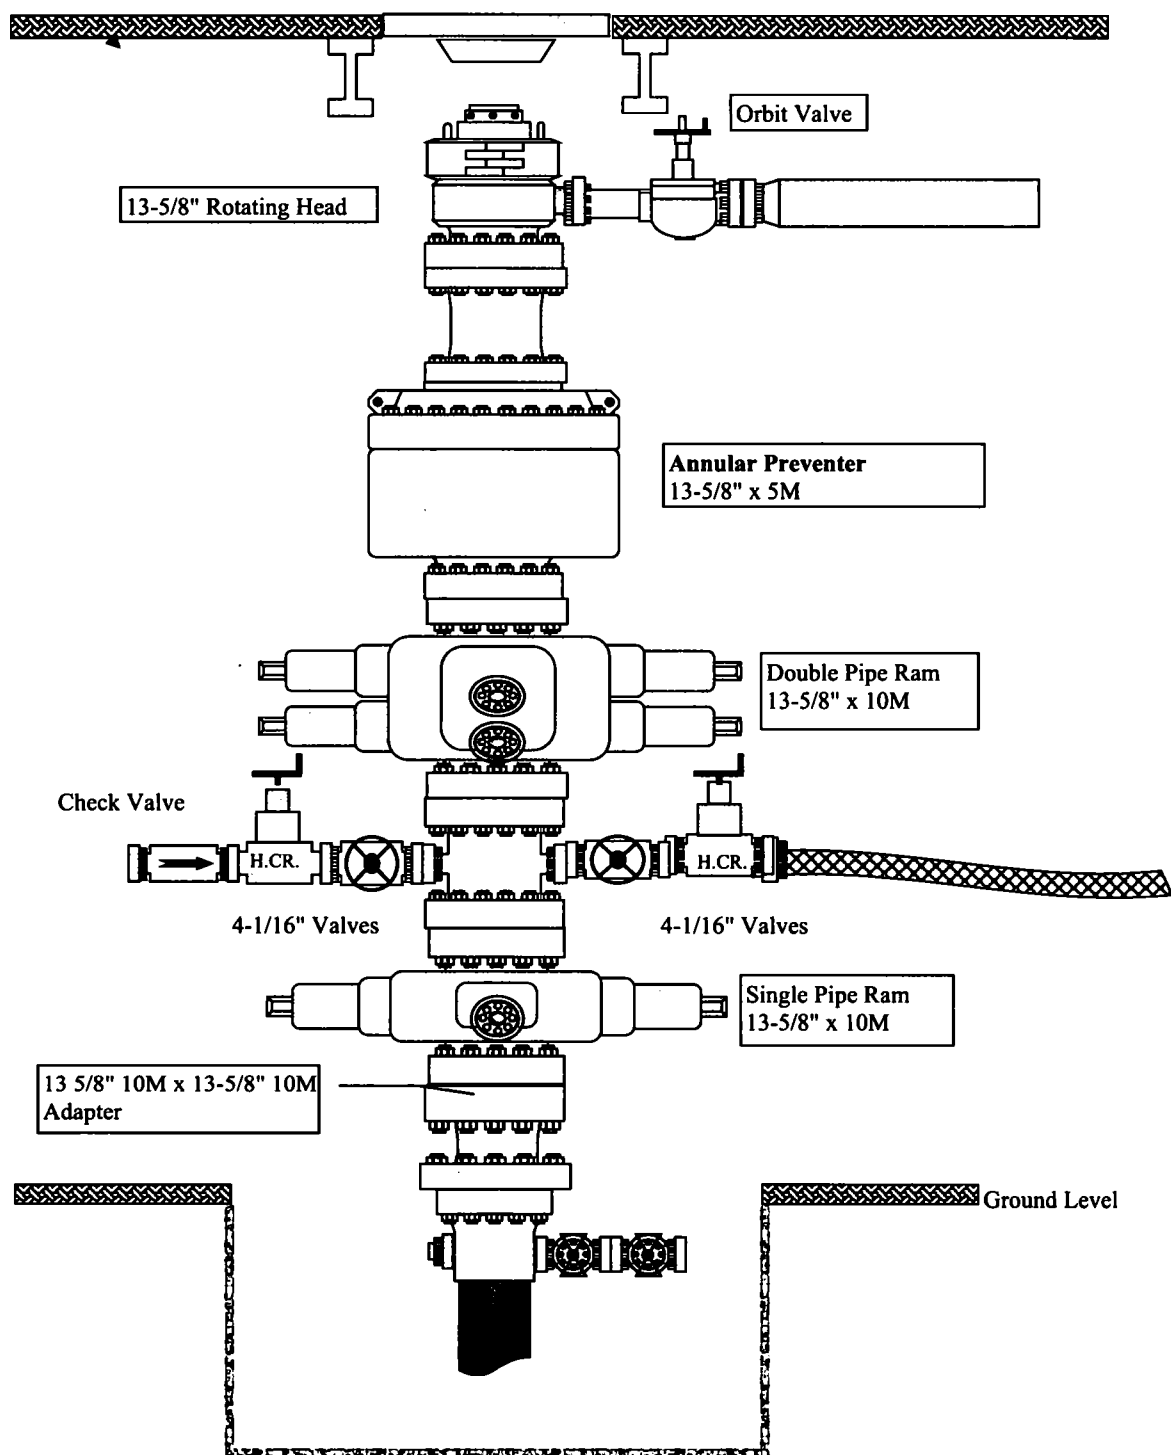 Orbit Valve
13-5/8" Rotating Head
Annular Preventer
13-5/8" x 5M
Double Pipe Ram
13-5/8" x 10M
Check Valve
H.CR.
H.CR.
4-1/16" Valves
4-1/16" Valves
Single Pipe Ram
13-5/8" x 10M
13 5/8" 10M x 13-5/8" 10M
Adapter
Ground Level